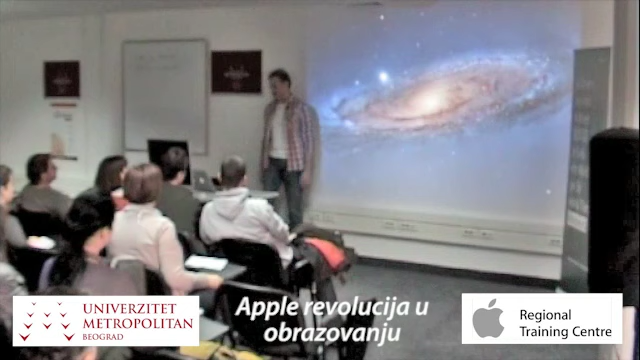 UNIVERZITET
METROPOLITAN
BEOGRAD
Apple revolucija u
obrazovanju
Regional
Training Centre